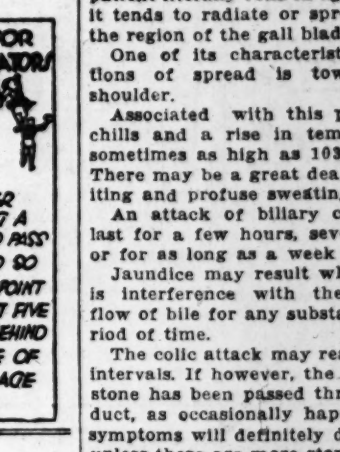 OR
ATORS
A
PASS
SO
POINT
FIVE
EHIND
OF
it tends to radiate or spr
the region of the gall blad
One of its characterist
tions of spread is tow
shoulder.
Associated with this p
chills and a rise in tem
sometimes as high as 103
There may be a great dea
iting and profuse sweating
An attack of biliary c
last for a few hours, seve
or for as long as a week
Jaundice may result wh
is interference with the
flow of bile for any substa
riod of time.
The colic attack may rea
intervals. If however, the
stone has been passed thr
duct, as occasionally hap
symptoms will definitely d